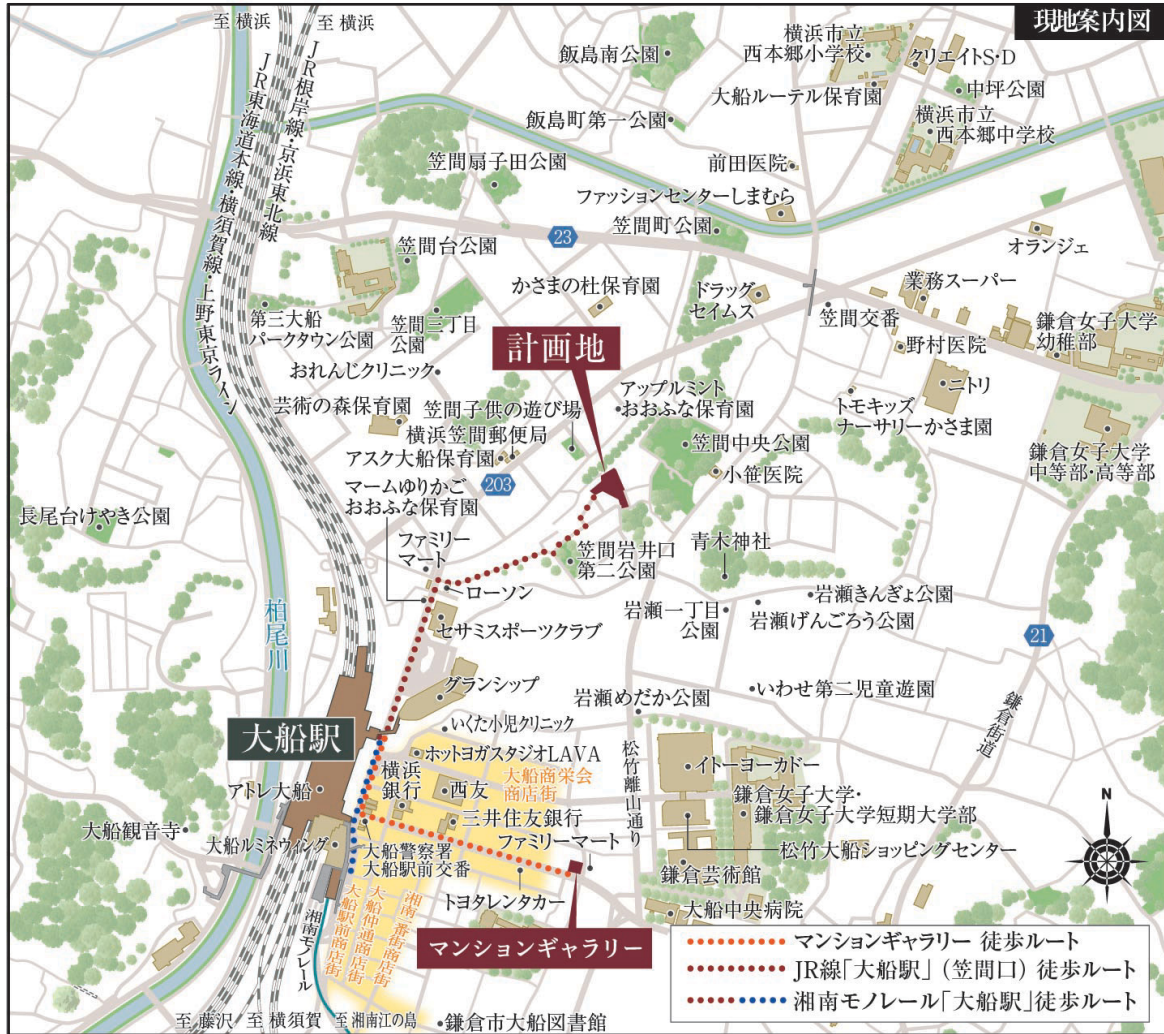 現地案内図
至 横浜
至 横浜
JR根岸線・京浜東北線
JR東海道本線・横須賀線・上野東京ライン
飯島南公園
横浜市立
西本郷小学校
クリエイトS・D
大船ルーテル保育園
中坪公園
飯島町第一公園
横浜市立
西本郷中学校
笠間扇子田公園
前田医院
ファッションセンターしまむら
笠間町公園
23
オランジェ
笠間台公園
かさまの杜保育園
ドラッグ
セイムス
業務スーパー
笠間交番
第三大船
パークタウン公園
笠間三丁目
公園
鎌倉女子大学
幼稚部
計画地
野村医院
おれんじクリニック
アップルミント
おおふな保育園
ニトリ
芸術の森保育園
笠間子供の遊び場
トモキッズ
ナーサリーかさま園
横浜笠間郵便局
笠間中央公園
アスク大船保育園
小笹医院
鎌倉女子大学
中等部・高等部
203
マームゆりかご
おおふな保育園
長尾台けやき公園
ファミリー
マート
笠間岩井口
第二公園
青木神社
ローソン
岩瀬きんぎょ公園
岩瀬一丁目
公園
岩瀬げんごろう公園
セサミスポーツクラブ
21
柏尾川
グランシップ
岩瀬めだか公園
いわせ第二児童遊園
鎌倉街道
大船駅
いくた小児クリニック
ホットヨガスタジオLAVA
松竹離山通り
イトーヨーカドー
横浜
銀行
大船商栄会
商店街
西友
アトレ大船
鎌倉女子大学・
鎌倉女子大学短期大学部
三井住友銀行
大船観音寺
大船ルミネウィング
ファミリーマート
松竹大船ショッピングセンター
N
大船警察署
大船駅前交番
鎌倉芸術館
トヨタレンタカー
大船中央病院
湘南一番街商店街
大船仲通商店街
大船駅前商店街
湘南モノレール
マンションギャラリー
マンションギャラリー 徒歩ルート
JR線「大船駅」（笠間口）徒歩ルート
湘南モノレール「大船駅」徒歩ルート
至 藤沢
至 横須賀
至 湘南江の島
鎌倉市大船図書館